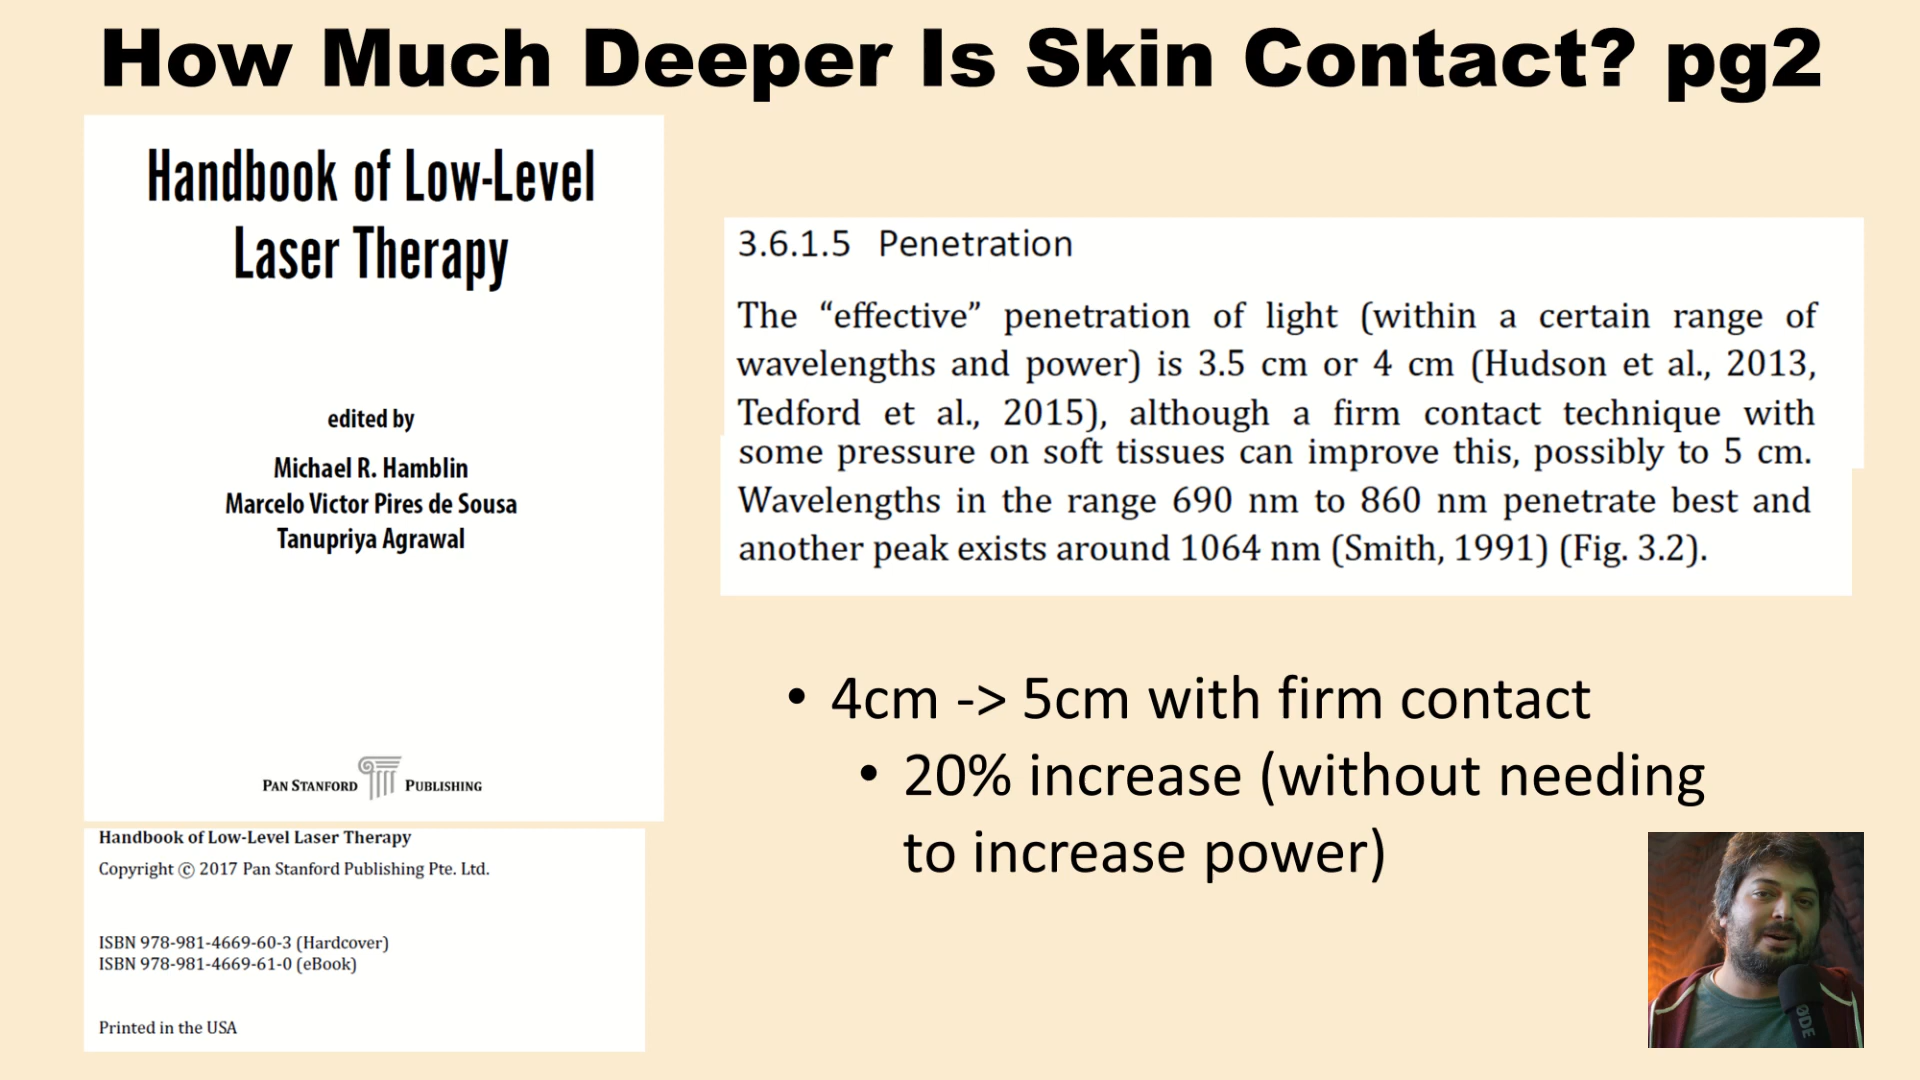 How Much Deeper Is Skin Contact? pg2
Handbook of Low-Level
Laser Therapy
edited by
Michael R. Hamblin
Marcelo Victor Pires de Sousa
Tanupriya Agrawal
PAN STANFORD PUBLISHING
Handbook of Low-Level Laser Therapy
Copyright © 2017 Pan Stanford Publishing Pte. Ltd.
ISBN 978-981-4669-60-3 (Hardcover)
ISBN 978-981-4669-61-0 (eBook)
Printed in the USA
3.6.1.5 Penetration
The “effective” penetration of light (within a certain range of
wavelengths and power) is 3.5 cm or 4 cm (Hudson et al., 2013,
Tedford et al., 2015), although a firm contact technique with
some pressure on soft tissues can improve this, possibly to 5 cm.
Wavelengths in the range 690 nm to 860 nm penetrate best and
another peak exists around 1064 nm (Smith, 1991) (Fig. 3.2).
• 4cm -> 5cm with firm contact
• 20% increase (without needing
to increase power)